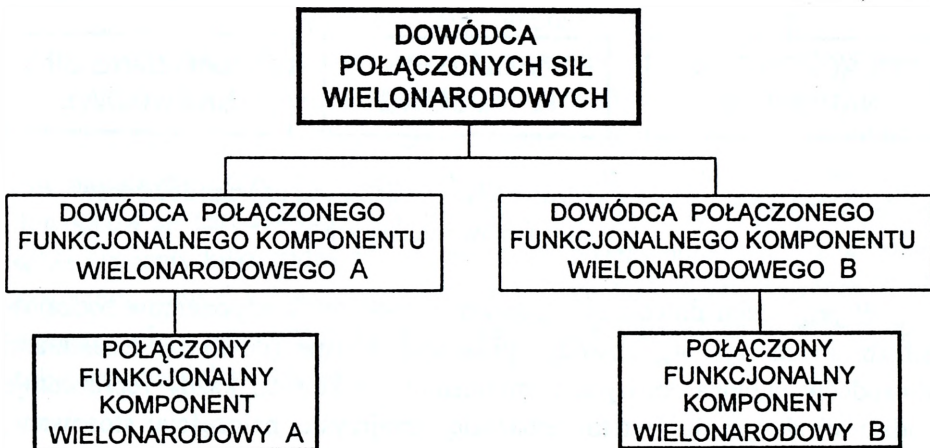 DOWÓDCA
POŁĄCZONYCH SIŁ
WIELONARODOWYCH
DOWÓDCA POŁĄCZONEGO
FUNKCJONALNEGO KOMPONENTU
WIELONARODOWEGO A
DOWÓDCA POŁĄCZONEGO
FUNKCJONALNEGO KOMPONENTU
WIELONARODOWEGO B
POŁĄCZONY
FUNKCJONALNY
KOMPONENT
WIELONARODOWY A
POŁĄCZONY
FUNKCJONALNY
KOMPONENT
WIELONARODOWY B